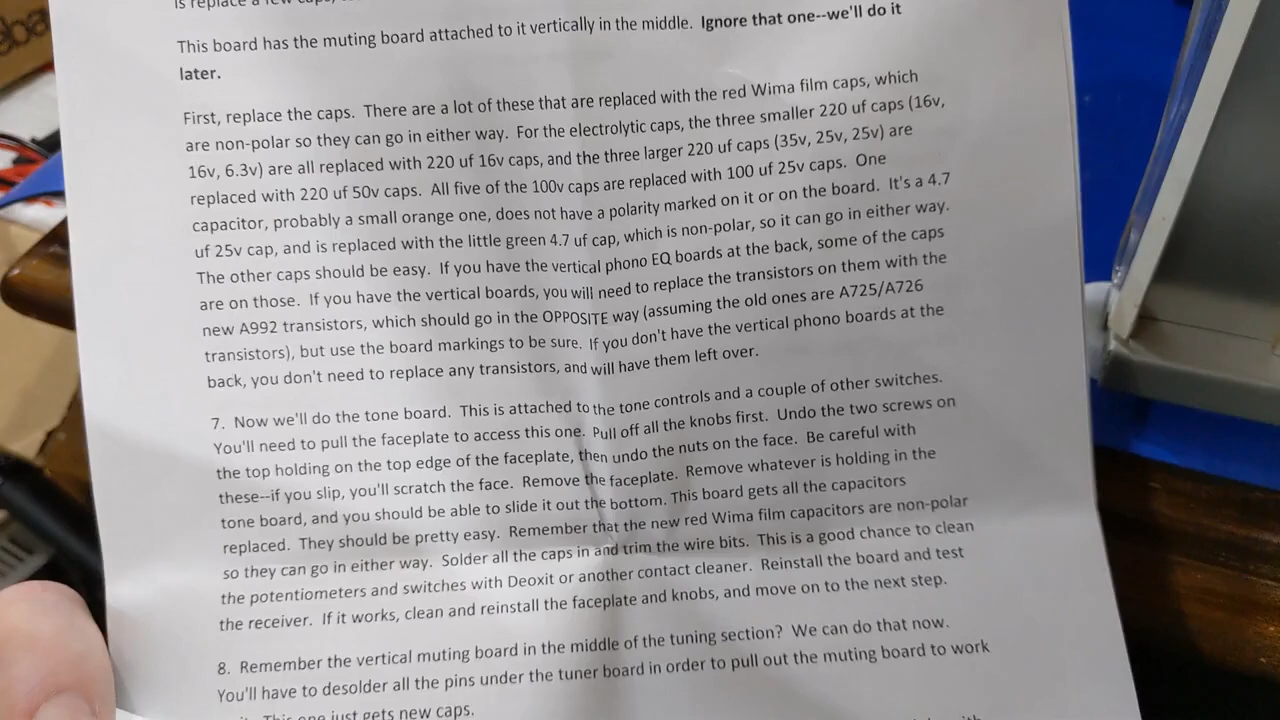 is replace a few caps,
This board has the muting board attached to it vertically in the middle. Ignore that one--we'll do it
later.
First, replace the caps. There are a lot of these that are replaced with the red Wima film caps, which
are non-polar so they can go in either way. For the electrolytic caps, the three smaller 220 uf caps (16v,
16v, 6.3v) are all replaced with 220 uf 16v caps, and the three larger 220 uf caps (35v, 25v, 25v) are
replaced with 220 uf 50v caps. All five of the 100v caps are replaced with 100 uf 25v caps. One
capacitor, probably a small orange one, does not have a polarity marked on it or on the board. It's a 4.7
uf 25v cap, and is replaced with the little green 4.7 uf cap, which is non-polar, so it can go in either way.
The other caps should be easy. If you have the vertical phono EQ boards at the back, some of the caps
are on those. If you have the vertical boards, you will need to replace the transistors on them with the
new A992 transistors, which should go in the OPPOSITE way (assuming the old ones are A725/A726
transistors), but use the board markings to be sure. If you don't have the vertical phono boards at the
back, you don't need to replace any transistors, and will have them left over.
7. Now we'll do the tone board. This is attached to the tone controls and a couple of other switches.
You'll need to pull the faceplate to access this one. Pull off all the knobs first. Undo the two screws on
the top holding on the top edge of the faceplate, then undo the nuts on the face. Be careful with
these--if you slip, you'll scratch the face. Remove the faceplate. Remove whatever is holding in the
tone board, and you should be able to slide it out the bottom. This board gets all the capacitors
replaced. They should be pretty easy. Remember that the new red Wima film capacitors are non-polar
so they can go in either way. Solder all the caps in and trim the wire bits. This is a good chance to clean
the potentiometers and switches with Deoxit or another contact cleaner. Reinstall the board and test
the receiver. If it works, clean and reinstall the faceplate and knobs, and move on to the next step.
8. Remember the vertical muting board in the middle of the tuning section? We can do that now.
You'll have to desolder all the pins under the tuner board in order to pull out the muting board to work
This one just gets new caps.